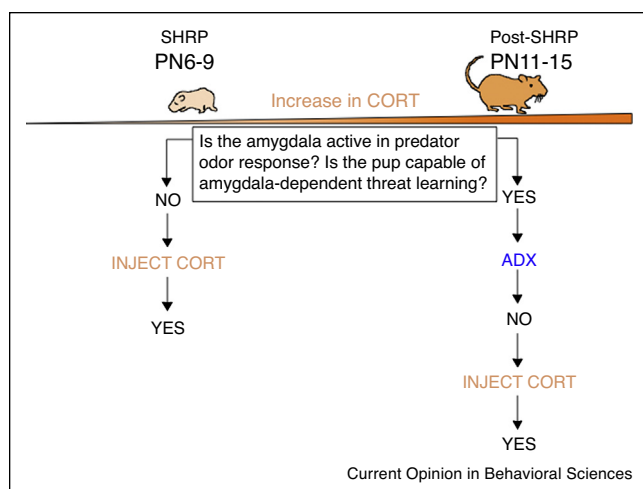 SHRP
PN6-9
Post-SHRP
PN11-15
Increase in CORT
Is the amygdala active in predator
odor response? Is the pup capable of
amygdala-dependent threat learning?
NO
INJECT CORT
YES
YES
ADX
NO
INJECT CORT
YES
Current Opinion in Behavioral Sciences